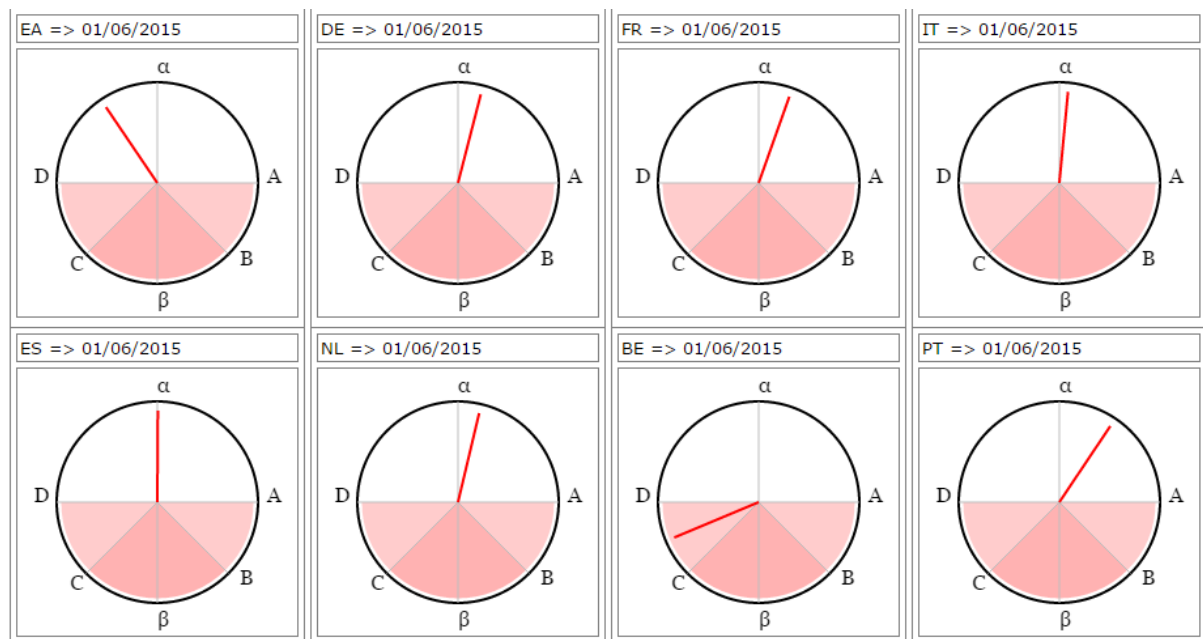 EA => 01/06/2015
DE => 01/06/2015
FR => 01/06/2015
IT => 01/06/2015
α
α
α
α
D
A
D
A
D
A
D
A
C
B
C
B
C
B
C
B
β
β
β
β
ES => 01/06/2015
NL => 01/06/2015
BE => 01/06/2015
PT => 01/06/2015
α
α
α
α
D
A
D
A
D
A
D
A
C
B
C
B
C
B
C
B
β
β
β
β